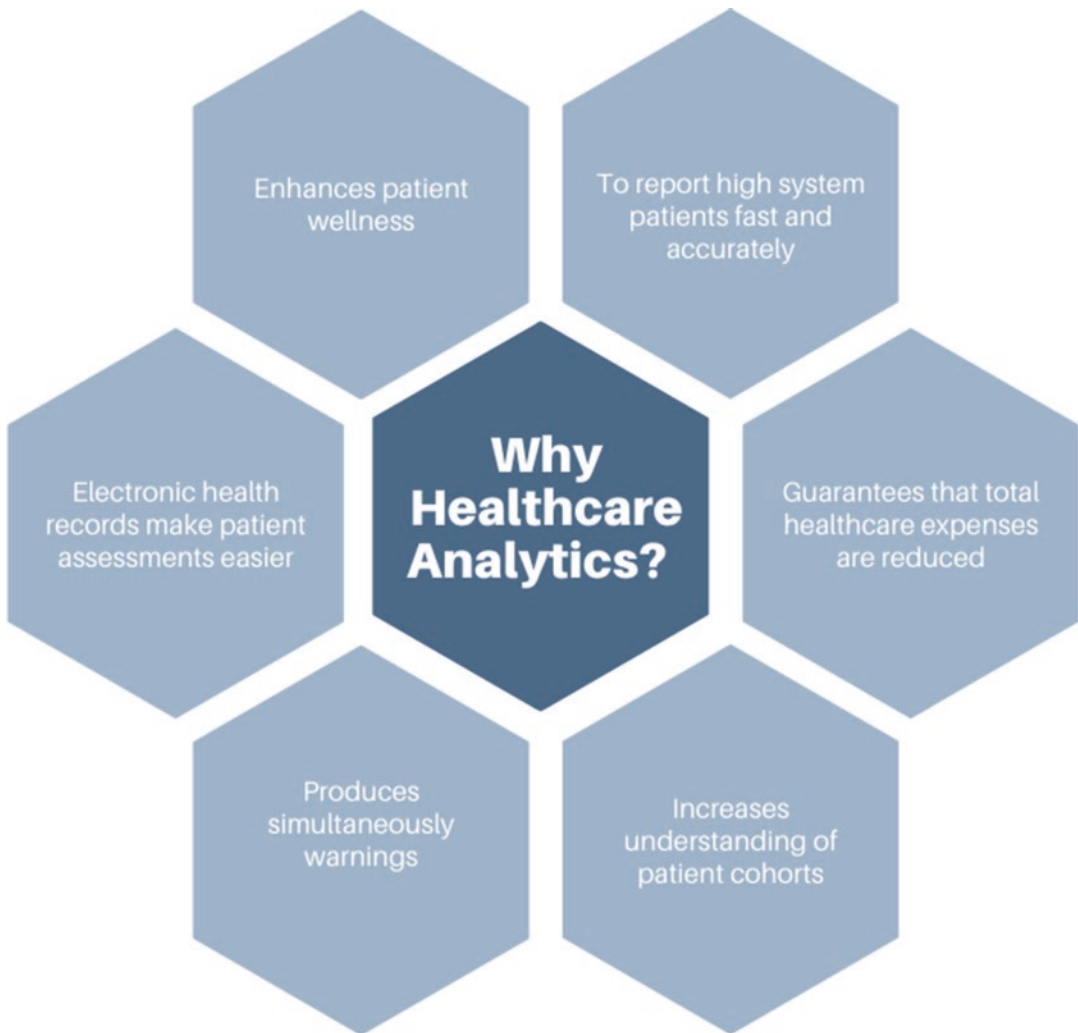 Enhances patient
wellness
To report high system
patients fast and
accurately
Electronic health
records make patient
assessments easier
Why
Healthcare
Analytics?
Guarantees that total
healthcare expenses
are reduced
Produces
simultaneously
warnings
Increases
understanding of
patient cohorts